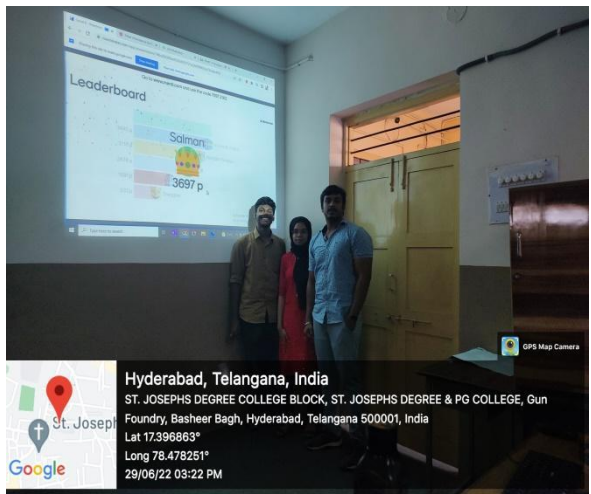 Leaderboard
Salman
3697 p
GPS Map Camera
Hyderabad, Telangana, India
ST. JOSEPHS DEGREE COLLEGE BLOCK, ST. JOSEPHS DEGREE & PG COLLEGE, Gun
Foundry, Basheer Bagh, Hyderabad, Telangana 500001, India
Lat 17.396863°
Long 78.478251°
29/06/22 03:22 PM
St. Joseph
Google